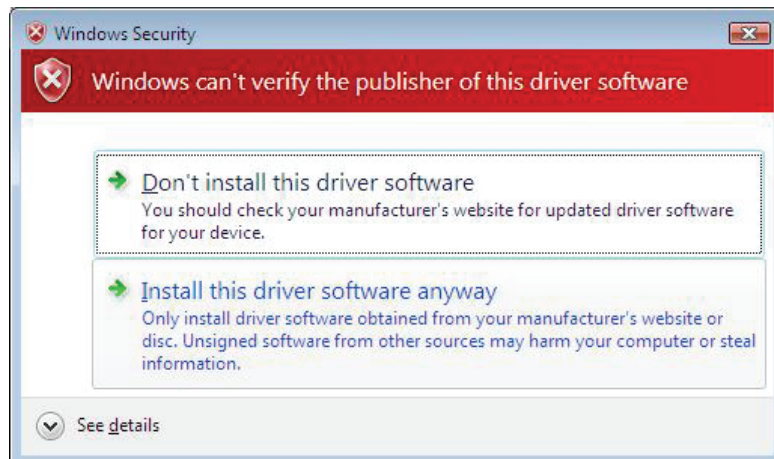 Windows Security
Windows can't verify the publisher of this driver software
Don't install this driver software
You should check your manufacturer's website for updated driver software
for your device.
Install this driver software anyway
Only install driver software obtained from your manufacturer's website or
disc. Unsigned software from other sources may harm your computer or steal
information.
See details